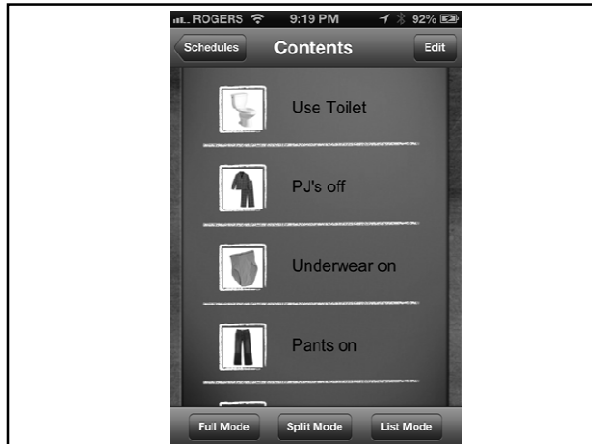 ROGERS 9:19 PM 92%
Schedules Contents Edit
Use Toilet
PJ's off
Underwear on
Pants on
Full Mode Split Mode List Mode